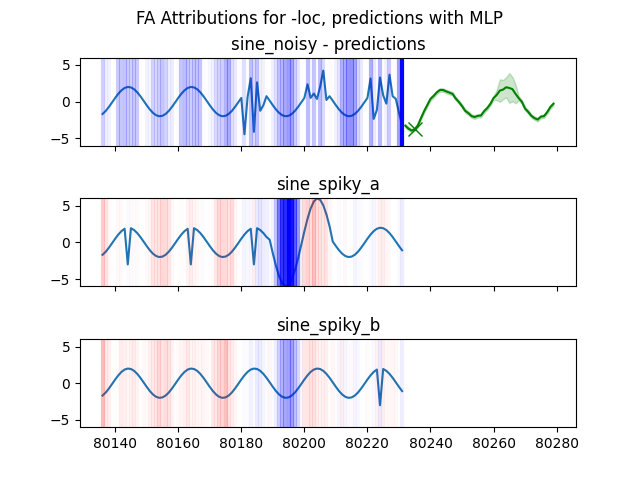 FA Attributions for -loc, predictions with MLP
sine_noisy - predictions
5
0
−5
sine_spiky_a
5
0
−5
sine_spiky_b
5
0
−5
80140 80160 80180 80200 80220 80240 80260 80280